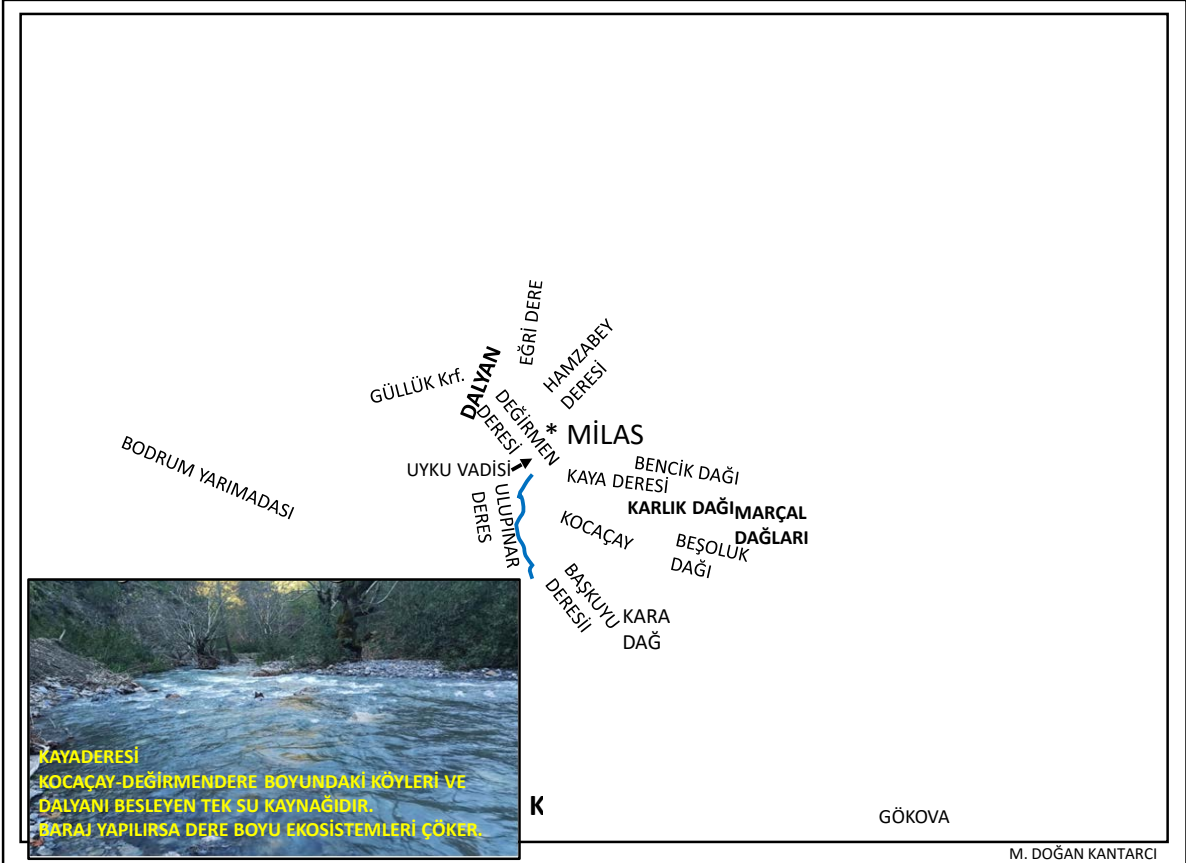 EĞRİ DERE
HAMZABEY
DERESİ
DALYAN
GÜLLÜK Krf.
DEĞİRMEN
DERESİ
* MİLAS
BODRUM YARIMADASI
UYKU VADİSİ
BENCİK DAĞI
KAYA DERESİ
KARLIK DAĞI
MARÇAL
DAĞLARI
ULUPINAR
DERES
KOCAÇAY
BEŞOLUK
DAĞI
BAŞKUYU
DERESİI
KARA
DAĞ
KAYADERESİ
KOCAÇAY-DEĞİRMENDERE BOYUNDAKİ KÖYLERİ VE
DALYANI BESLEYEN TEK SU KAYNAĞIDIR.
BARAJ YAPILIRSA DERE BOYU EKOSİSTEMLERİ ÇÖKER.
K
GÖKOVA
M. DOĞAN KANTARCI